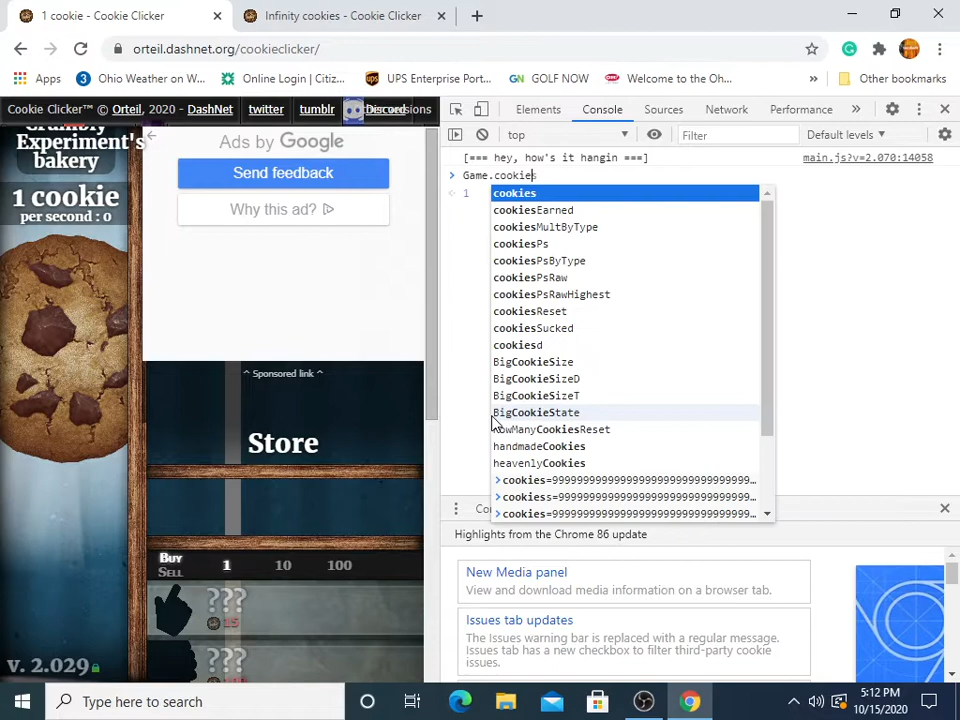 1 cookie - Cookie Clicker
Infinity cookies - Cookie Clicker
orteil.dashnet.org/cookieclicker/
Apps
3
Ohio Weather on W...
Online Login | Citiz...
UPS Enterprise Port...
GN GOLF NOW
Welcome to the Oh...
Other bookmarks
Cookie Clicker™ © Orteil, 2020 - DashNet
twitter
tumblr
Discord
Elements
Console
Sources
Network
Performance
top
Filter
Default levels
[=== hey, how's it hangin ===]
main.js?v=2.070:14058
Game.cookies
1
cookies
cookiesEarned
cookiesMultByType
cookiesPs
cookiesPsByType
cookiesPsRaw
cookiesPsRawHighest
cookiesReset
cookiesSucked
cookiesd
BigCookieSize
BigCookieSizeD
BigCookieSizeT
BigCookieState
HowManyCookiesReset
handmadeCookies
heavenlyCookies
Experiment's
bakery
1 cookie
per second : 0
Ads by Google
Send feedback
Why this ad?
^ Sponsored link ^
Store
Buy
Sell
1
10
100
???
15
???
v. 2.029
Highlights from the Chrome 86 update
New Media panel
View and download media information on a browser tab.
Issues tab updates
The Issues warning bar is replaced with a regular message.
Issues tab has a new checkbox to filter third-party cookie
issues.
Type here to search
5:12 PM
10/15/2020